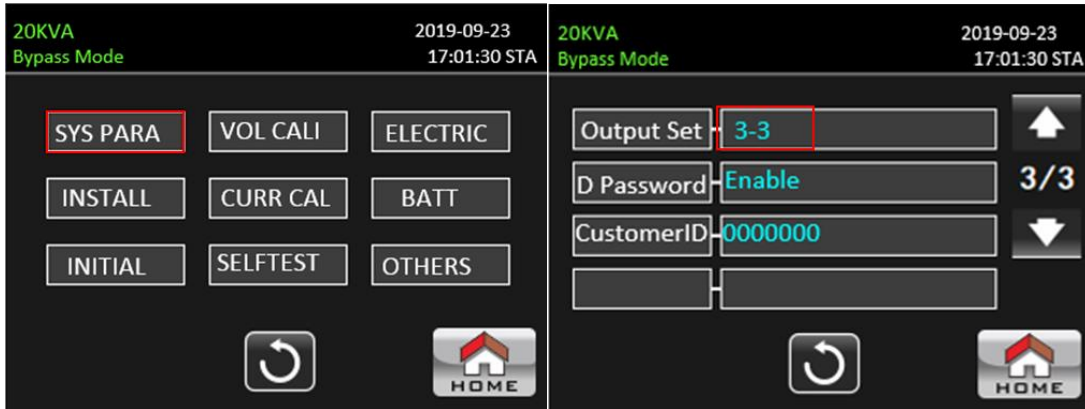 20KVA
2019-09-23
Bypass Mode
17:01:30 STA
SYS PARA
VOL CALI
ELECTRIC
INSTALL
CURR CAL
BATT
INITIAL
SELFTEST
OTHERS
HOME
20KVA
2019-09-23
Bypass Mode
17:01:30 STA
Output Set
3-3
D Password
Enable
3/3
CustomerID
0000000
HOME